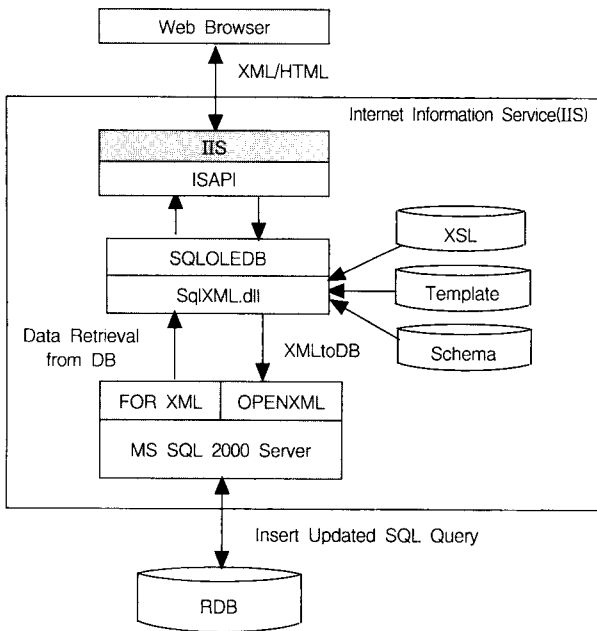 Web Browser
XML/HTML
Internet Information Service(IIS)
IIS
ISAPI
SQLOLEDB
SqlXML.dll
XSL
Template
Schema
Data Retrieval
from DB
XMLtoDB
FOR XML
OPENXML
MS SQL 2000 Server
Insert Updated SQL Query
RDB